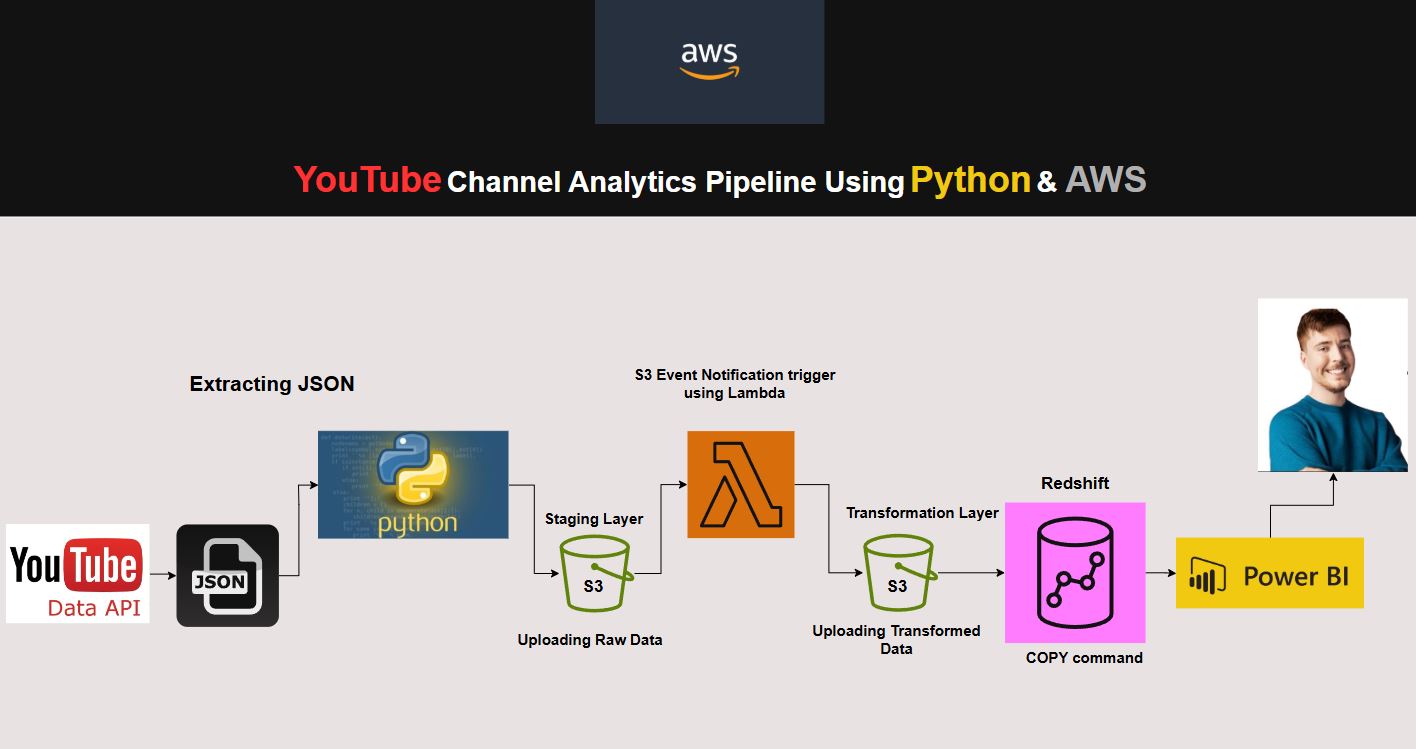 aws
YouTube Channel Analytics Pipeline Using Python & AWS
Extracting JSON
S3 Event Notification trigger
using Lambda
python
Redshift
Staging Layer
Transformation Layer
YouTube
Data API
JSON
S3
S3
Power BI
Uploading Raw Data
Uploading Transformed
Data
COPY command